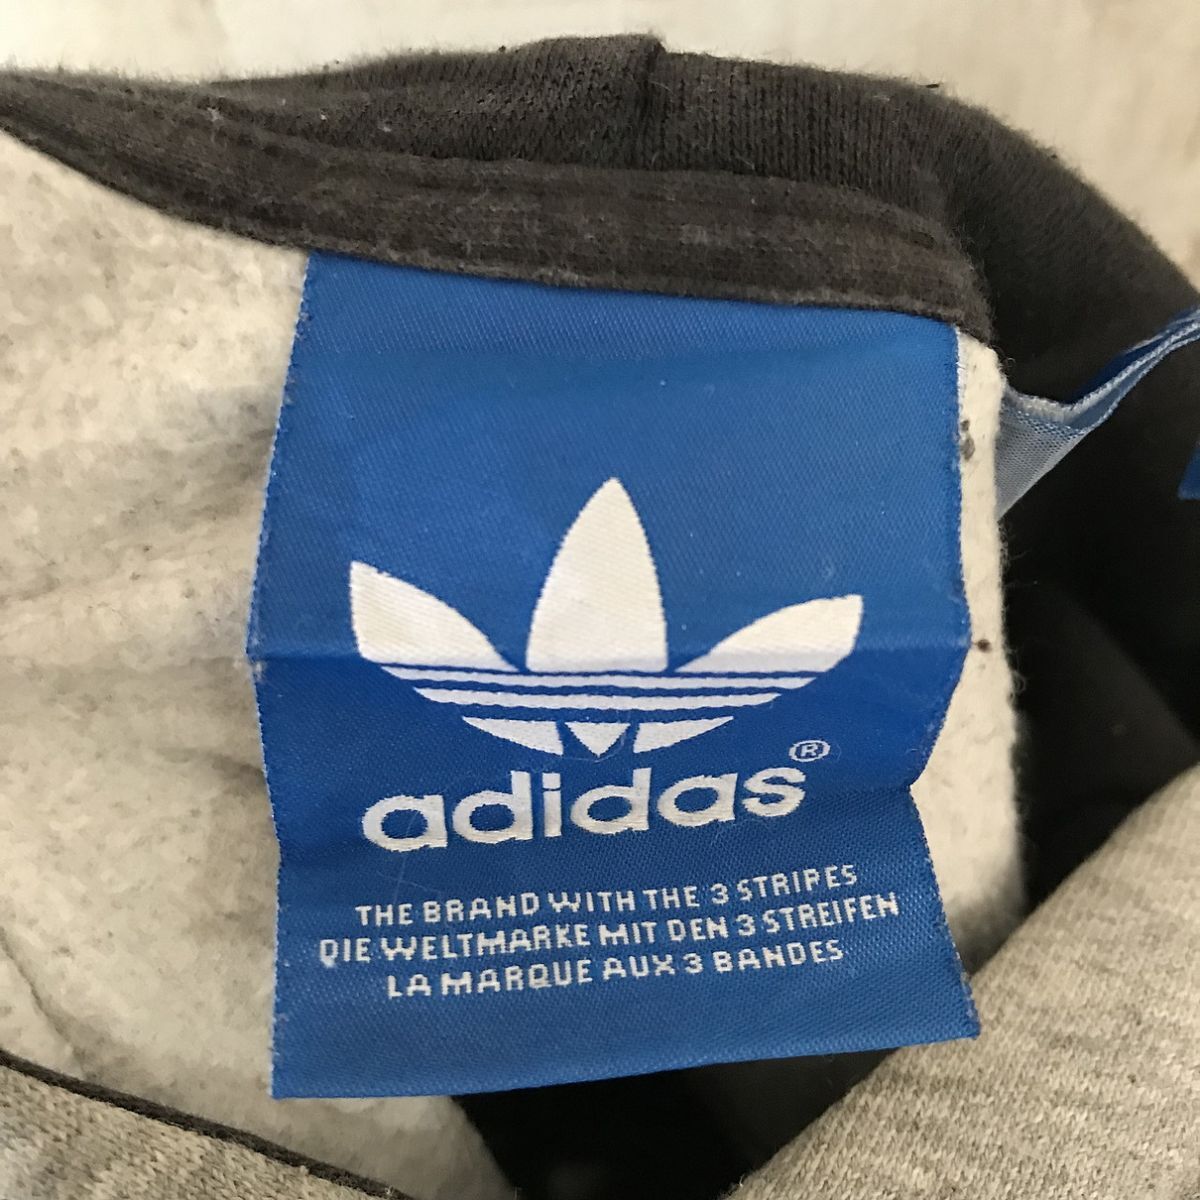 adidas®
THE BRAND WITH THE 3 STRIPES
DIE WELTMARKE MIT DEN 3 STREIFEN
LA MARQUE AUX 3 BANDES